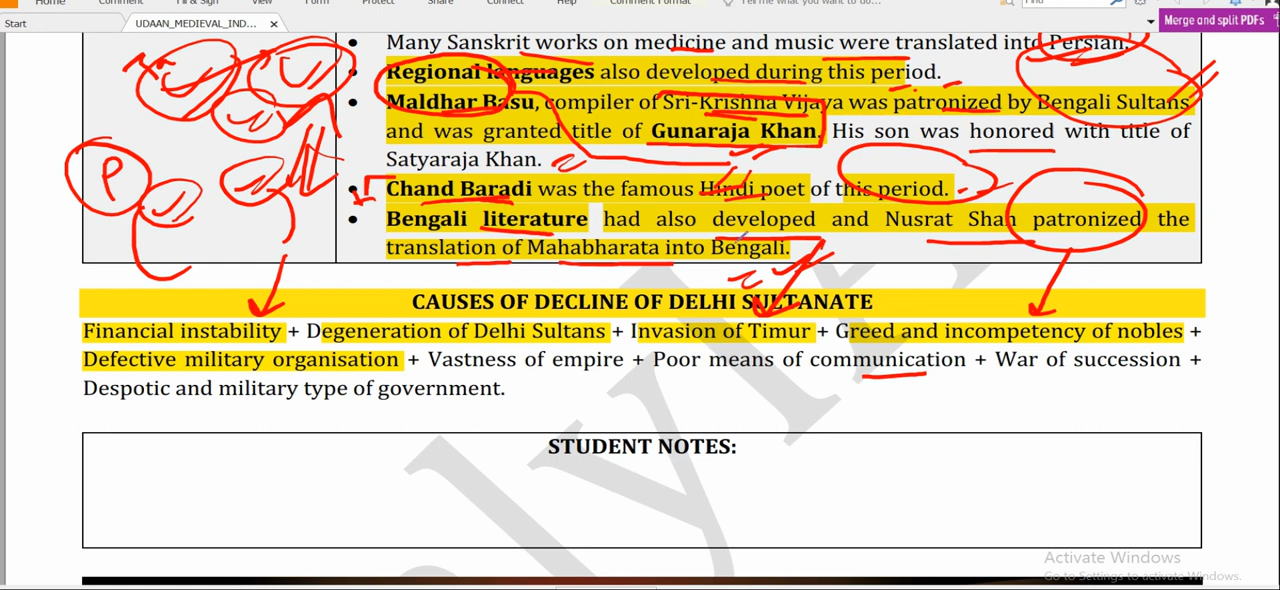 Home Comment Fill & Sign View Form Protect Share Connect Help Comment Format Tell me what you want to do... Find
Start UDAAN_MEDIEVAL_IND... × Merge and split PDFs
• Many Sanskrit works on medicine and music were translated into Persian.
• Regional languages also developed during this period.
• Maldhar Basu, compiler of Sri-Krishna Vijaya was patronized by Bengali Sultans
and was granted title of Gunaraja Khan. His son was honored with title of
Satyaraja Khan.
• Chand Baradi was the famous Hindi poet of this period.
• Bengali literature had also developed and Nusrat Shah patronized the
translation of Mahabharata into Bengali.
P
CAUSES OF DECLINE OF DELHI SULTANATE
Financial instability + Degeneration of Delhi Sultans + Invasion of Timur + Greed and incompetency of nobles +
Defective military organisation + Vastness of empire + Poor means of communication + War of succession +
Despotic and military type of government.
STUDENT NOTES:
Activate Windows
Go to Settings to activate Windows.